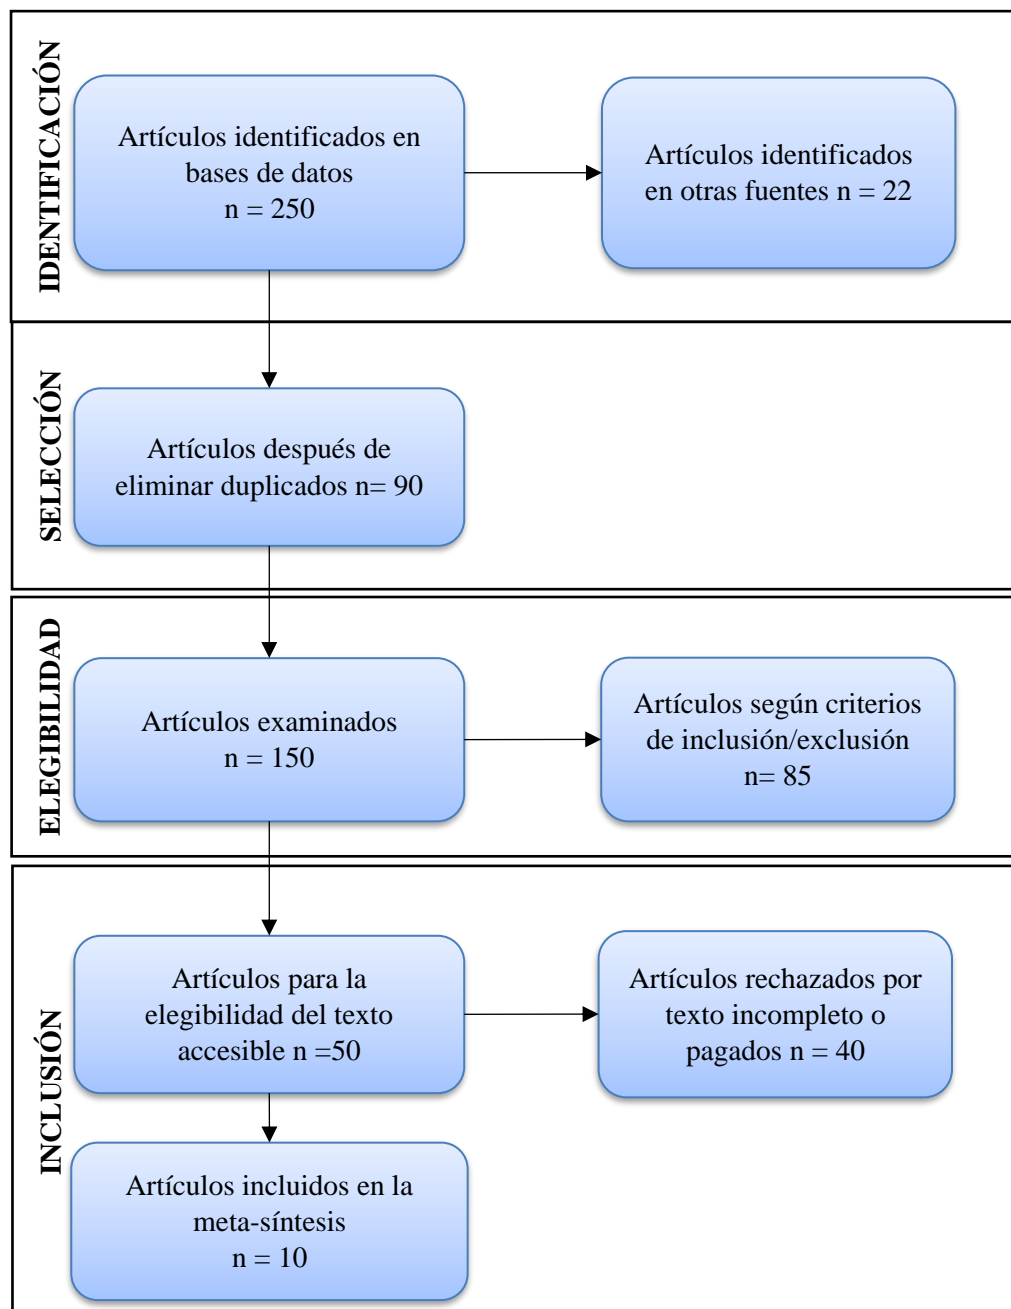 IDENTIFICACIÓN
Artículos identificados en
bases de datos
n = 250
Artículos identificados
en otras fuentes n = 22
SELECCIÓN
Artículos después de
eliminar duplicados n= 90
ELEGIBILIDAD
Artículos examinados
n = 150
Artículos según criterios
de inclusión/exclusión
n= 85
INCLUSIÓN
Artículos para la
elegibilidad del texto
accesible n =50
Artículos rechazados por
texto incompleto o
pagados n = 40
Artículos incluidos en la
meta-síntesis
n = 10